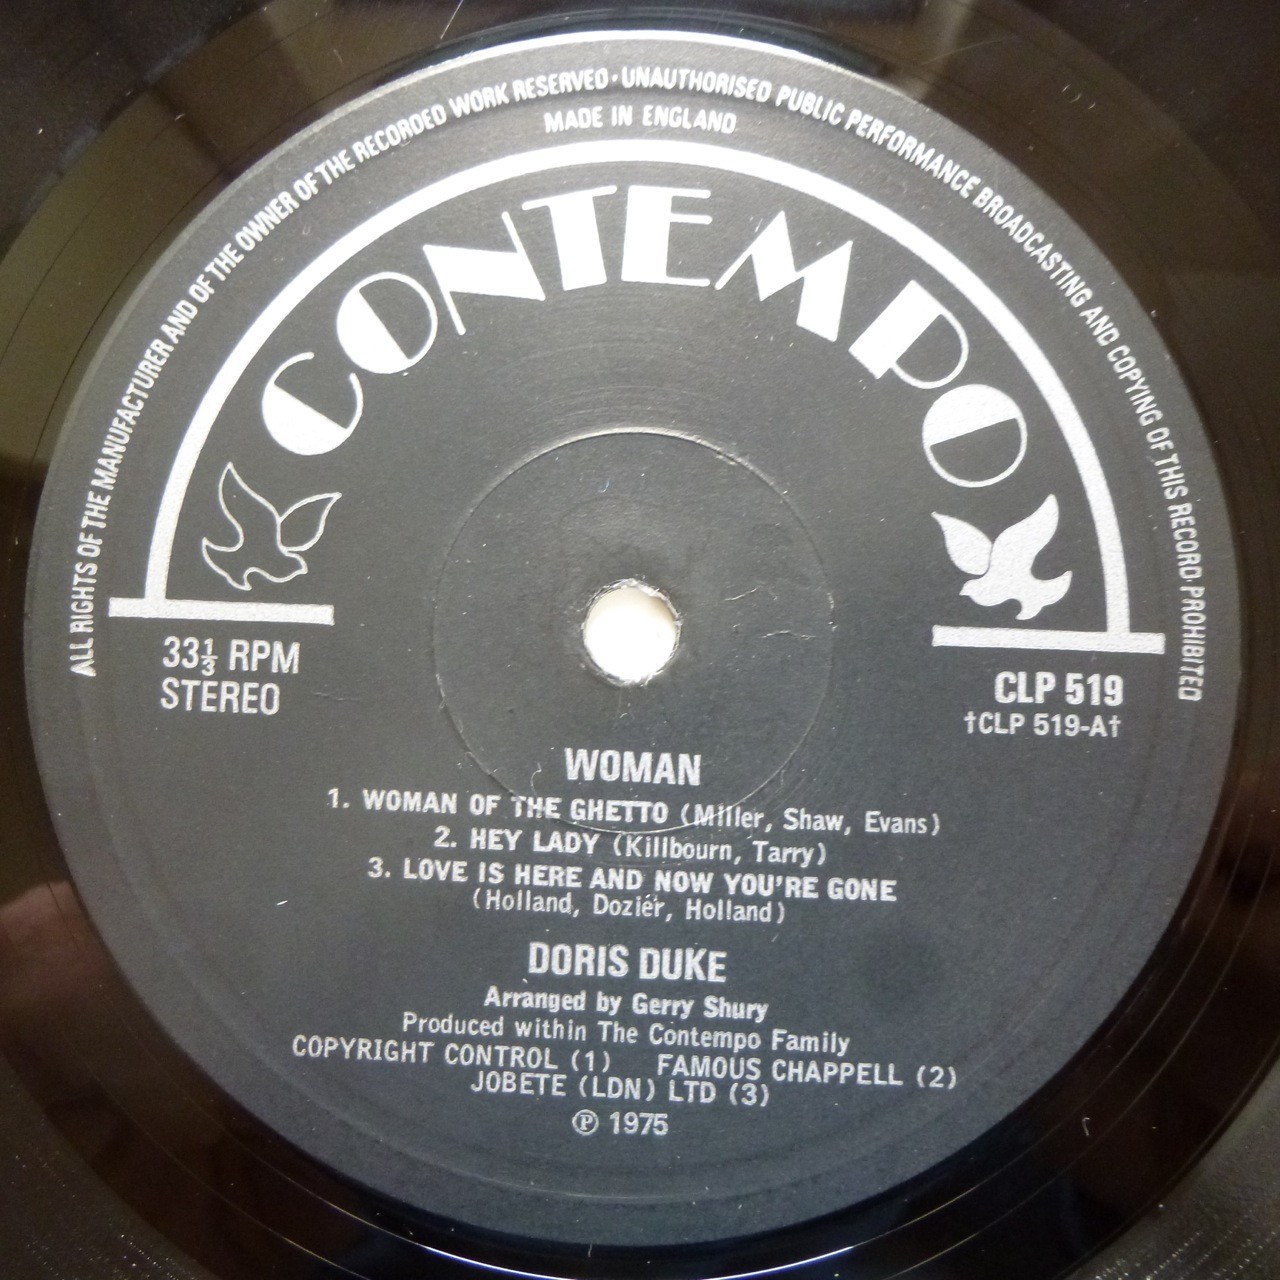 ALL RIGHTS OF THE MANUFACTURER AND OF THE OWNER OF THE RECORDED WORK RESERVED · UNAUTHORISED PUBLIC PERFORMANCE BROADCASTING AND COPYING OF THIS RECORD PROHIBITED
MADE IN ENGLAND
CONTEMPO
33⅓ RPM
STEREO
CLP 519
†CLP 519-A†
WOMAN
1. WOMAN OF THE GHETTO (Miller, Shaw, Evans)
2. HEY LADY (Killbourn, Tarry)
3. LOVE IS HERE AND NOW YOU'RE GONE
(Holland, Dozier, Holland)
DORIS DUKE
Arranged by Gerry Shury
Produced within The Contempo Family
COPYRIGHT CONTROL (1) FAMOUS CHAPPELL (2)
JOBETE (LDN) LTD (3)
℗ 1975